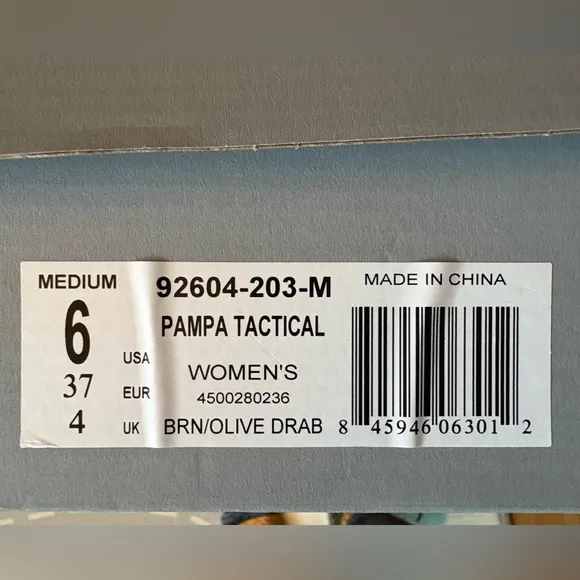 MEDIUM
6 USA
37 EUR
4 UK
92604-203-M
PAMPA TACTICAL
WOMEN'S
4500280236
BRN/OLIVE DRAB
MADE IN CHINA
8 45946 06301 2